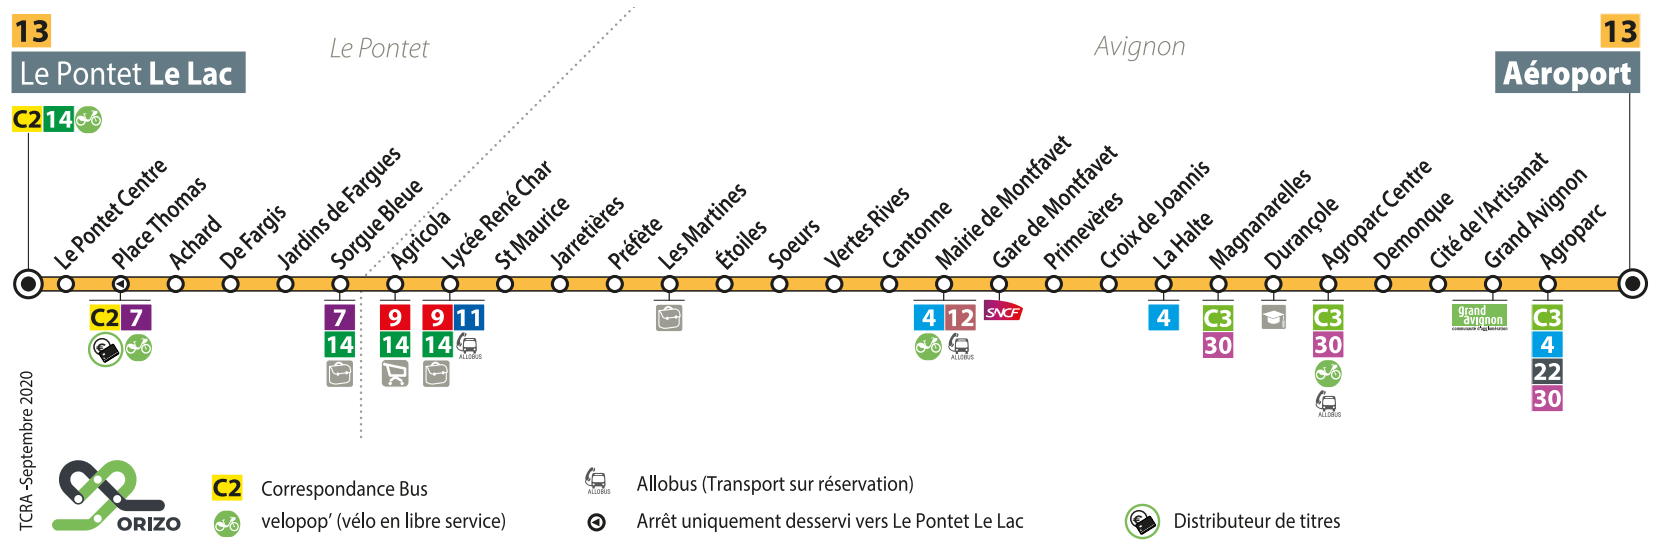 13
Le Pontet Le Lac
C2 14
Le Pontet
Avignon
13
Aéroport
Le Pontet Centre
Place Thomas
Achard
De Fargis
Jardins de Fargues
Sorgue Bleue
Agricola
Lycée René Char
St Maurice
Jarretières
Préfète
Les Martines
Étoiles
Soeurs
Vertes Rives
Cantonne
Mairie de Montfavet
Gare de Montfavet
Primevères
Croix de Joannis
La Halte
Magnanarelles
Durançole
Agroparc Centre
Demonque
Cité de l'Artisanat
Grand Avignon
Agroparc
C2 7
7
14
9
14
9 11
14 ALLOBUS
4 12
ALLOBUS
SNCF
4
C3
30
C3
30
ALLOBUS
grand
avignon
communauté d'agglomération
C3
4
22
30
TCRA -Septembre 2020
ORIZO
C2 Correspondance Bus
velopop' (vélo en libre service)
ALLOBUS Allobus (Transport sur réservation)
Arrêt uniquement desservi vers Le Pontet Le Lac
Distributeur de titres